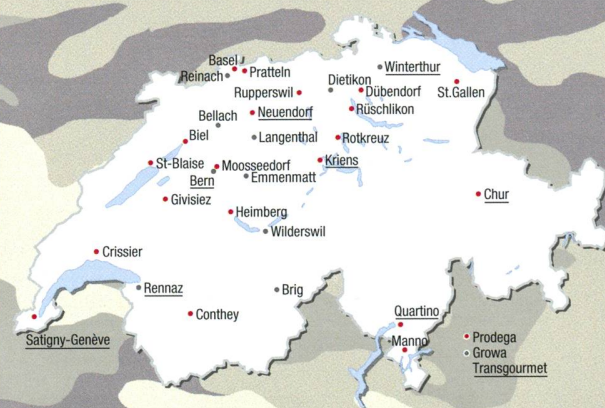 Basel
Reinach
Pratteln
Winterthur
Dietikon
Rupperswil
Dübendorf
St.Gallen
Neuendorf
Rüschlikon
Bellach
Biel
Langenthal
Rotkreuz
St-Blaise
Moosseedorf
Kriens
Bern
Emmenmatt
Givisiez
Chur
Heimberg
Wilderswil
Crissier
Rennaz
Brig
Conthey
Quartino
Satigny-Genève
Manno
Prodega
Growa
Transgourmet